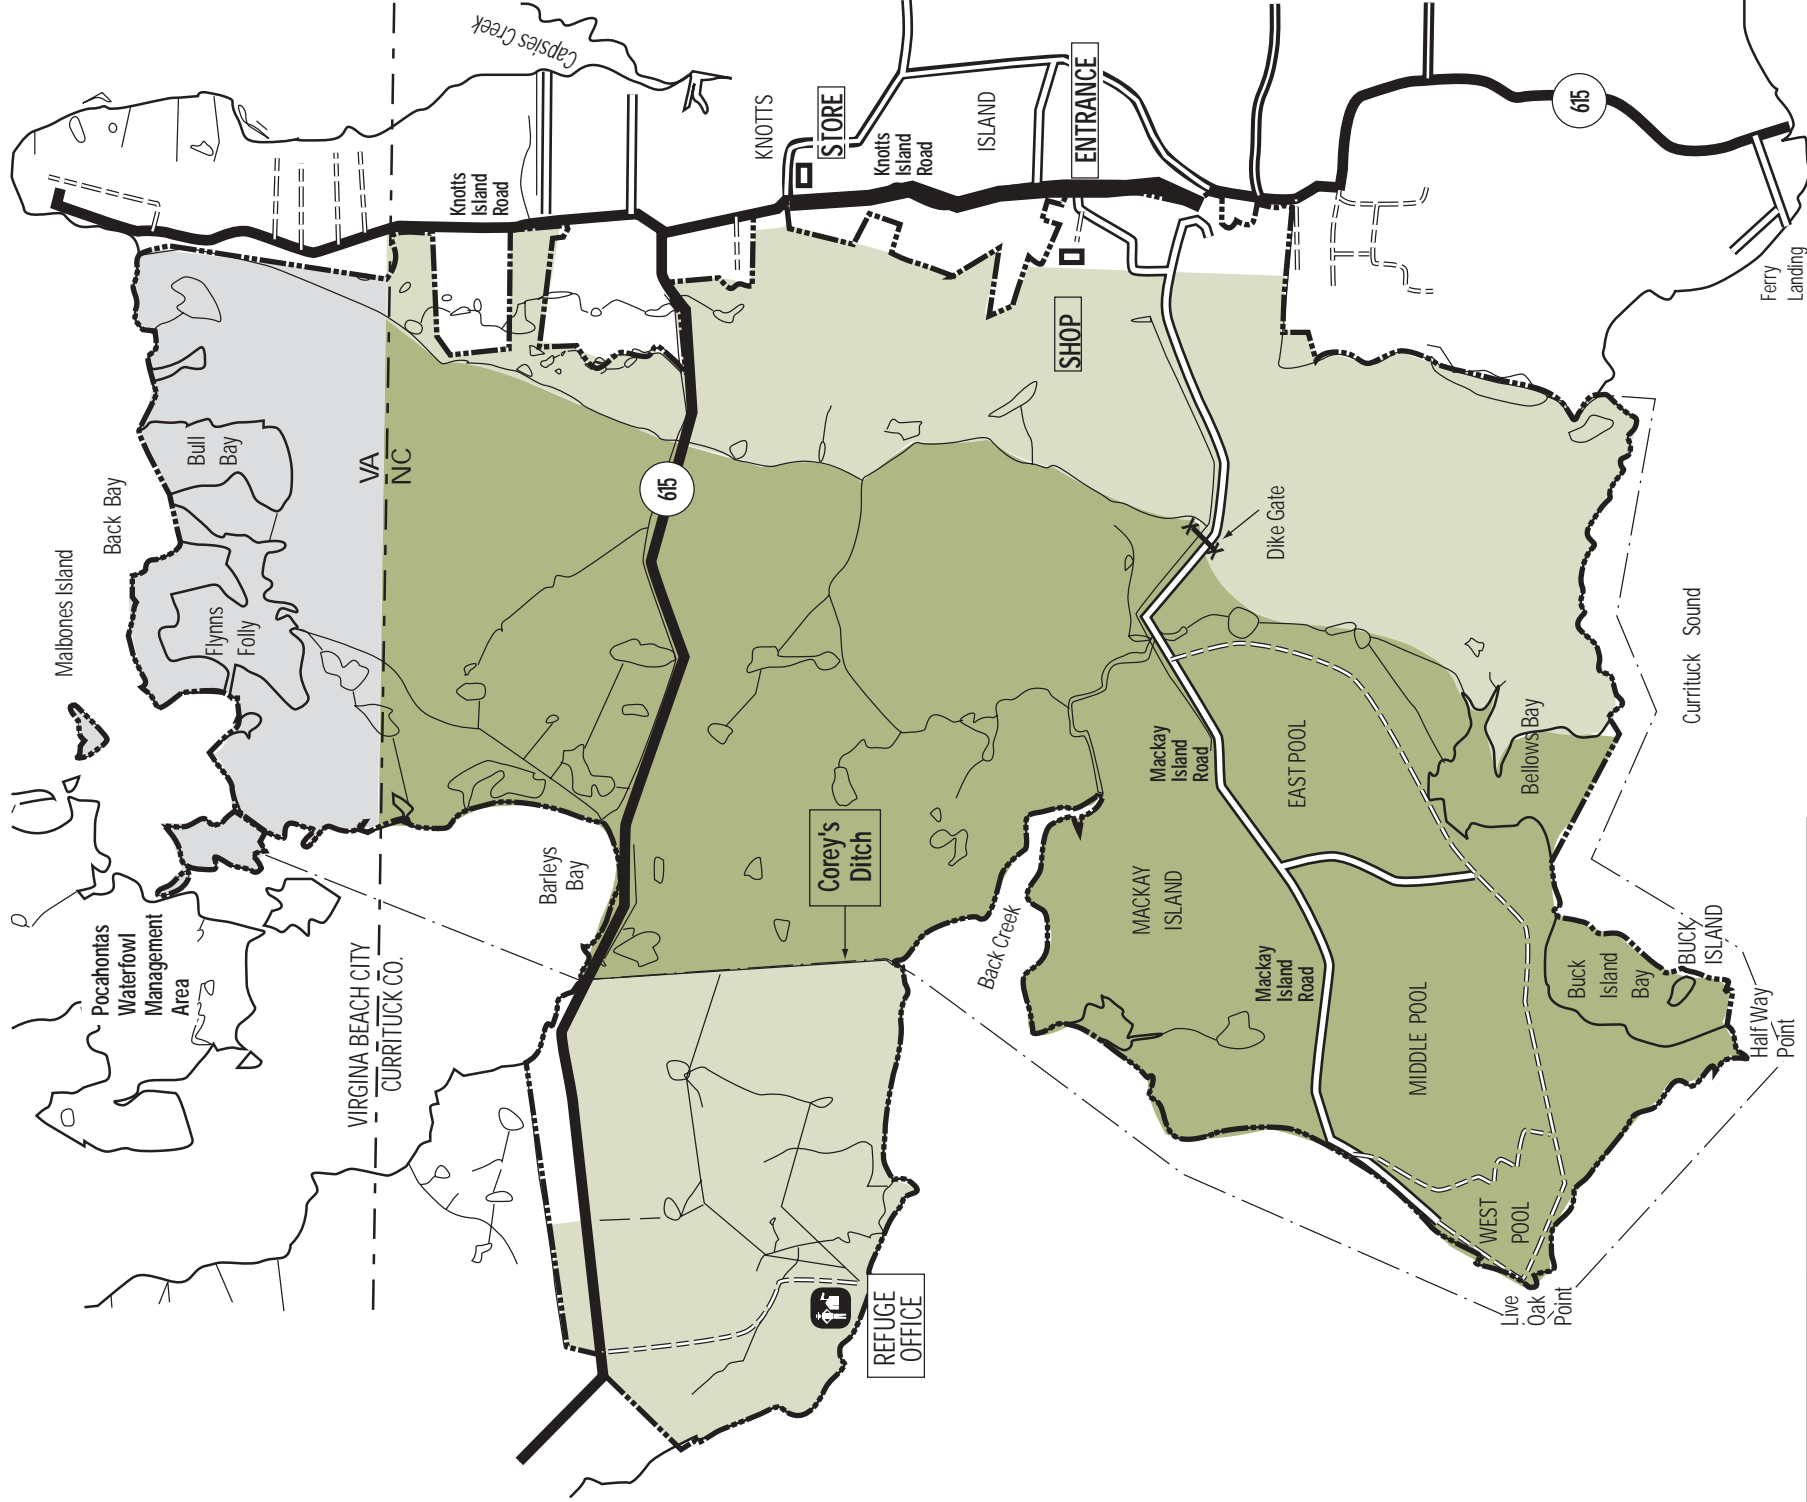 Capsies Creek
KNOTTS
STORE
Knotts
Island
Road
ISLAND
ENTRANCE
615
Knotts
Island
Road
Ferry
Landing
SHOP
Bull
Bay
VA
NC
Back Bay
Malbones Island
615
Dike Gate
Flynns
Folly
Currituck Sound
Mackay
Island
Road
EAST POOL
Bellows Bay
Corey's
Ditch
Barleys
Bay
MACKAY
ISLAND
Back Creek
Pocahontas
Waterfowl
Management
Area
VIRGINA BEACH CITY
CURRITUCK CO.
Mackay
Island
Road
Buck
Island
Bay
BUCK
ISLAND
Half Way
Point
MIDDLE POOL
WEST
POOL
Live
Oak
Point
REFUGE
OFFICE